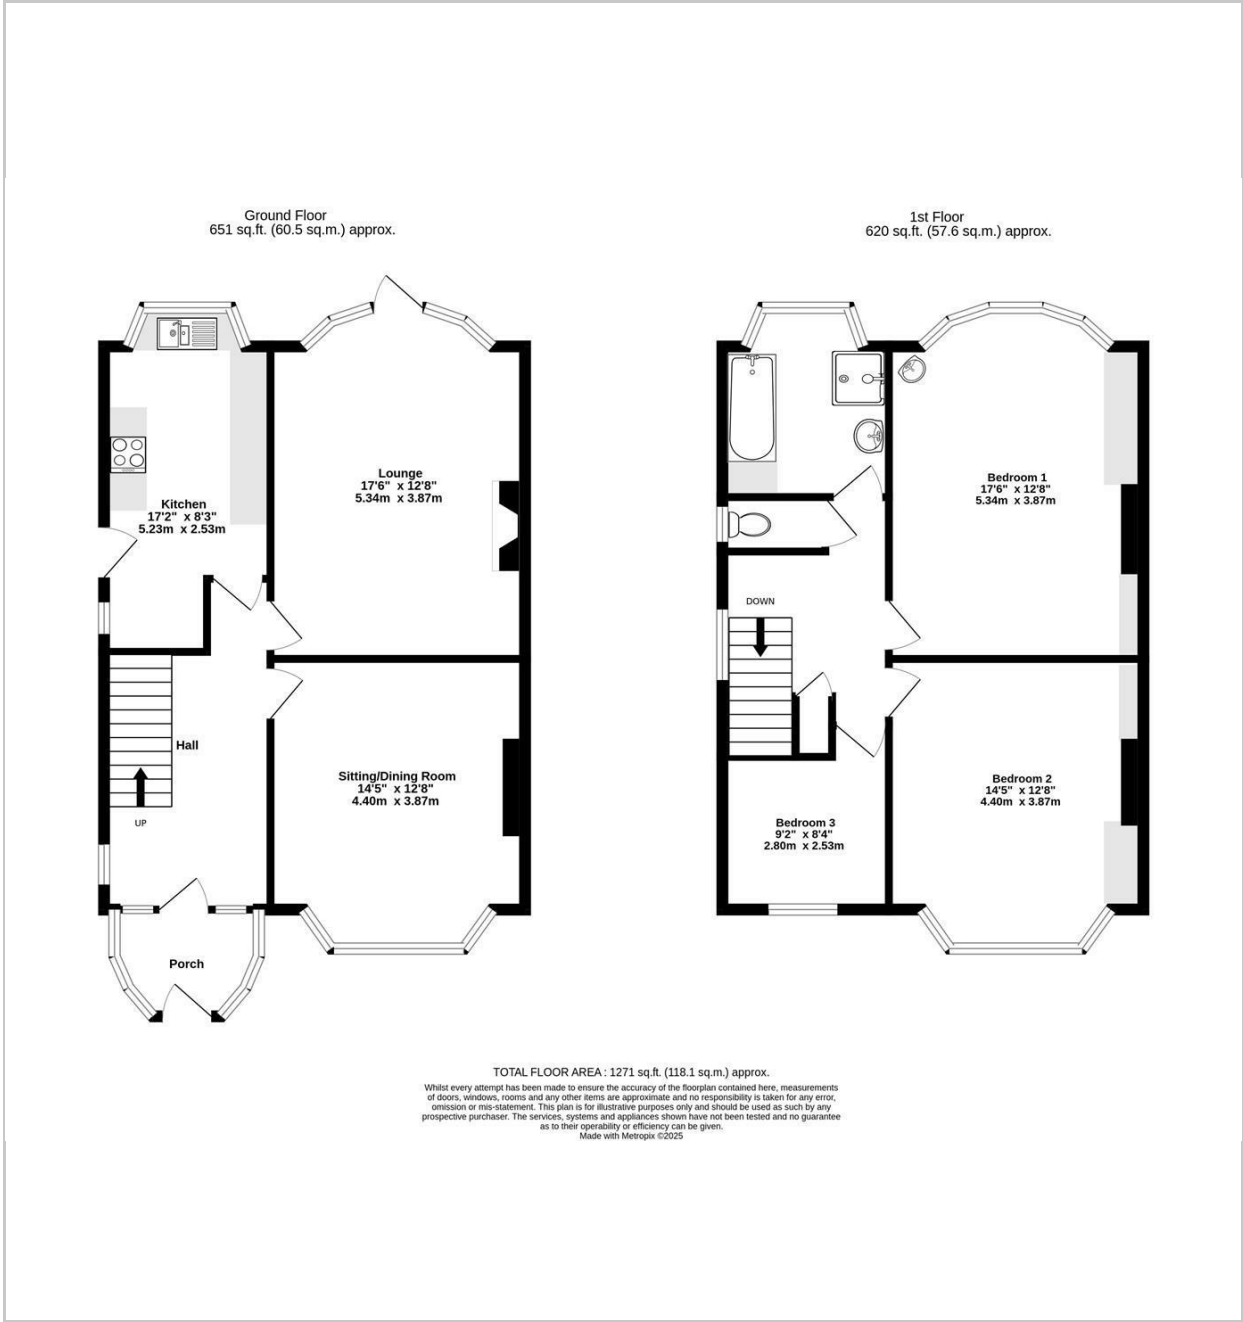 Ground Floor
651 sq.ft. (60.5 sq.m.) approx.
1st Floor
620 sq.ft. (57.6 sq.m.) approx.
Lounge
17'6" x 12'8"
5.34m x 3.87m
Kitchen
17'2" x 8'3"
5.23m x 2.53m
Hall
UP
Sitting/Dining Room
14'5" x 12'8"
4.40m x 3.87m
Porch
Bedroom 1
17'6" x 12'8"
5.34m x 3.87m
DOWN
Bedroom 2
14'5" x 12'8"
4.40m x 3.87m
Bedroom 3
9'2" x 8'4"
2.80m x 2.53m
TOTAL FLOOR AREA : 1271 sq.ft. (118.1 sq.m.) approx.
Whilst every attempt has been made to ensure the accuracy of the floorplan contained here, measurements
of doors, windows, rooms and any other items are approximate and no responsibility is taken for any error,
omission or mis-statement. This plan is for illustrative purposes only and should be used as such by any
prospective purchaser. The services, systems and appliances shown have not been tested and no guarantee
as to their operability or efficiency can be given.
Made with Metropix ©2025